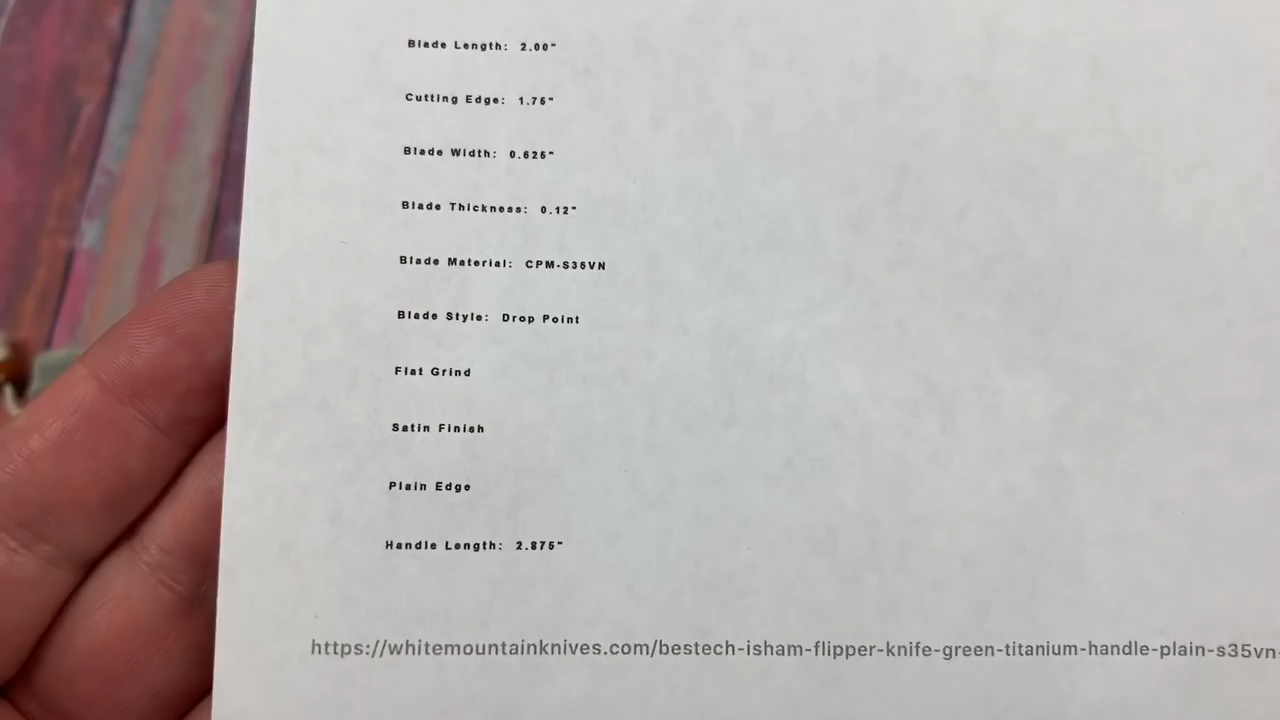 Blade Length: 2.00"
Cutting Edge: 1.75"
Blade Width: 0.625"
Blade Thickness: 0.12"
Blade Material: CPM-S35VN
Blade Style: Drop Point
Flat Grind
Satin Finish
Plain Edge
Handle Length: 2.875"
https://whitemountainknives.com/bestech-isham-flipper-knife-green-titanium-handle-plain-s35vn-